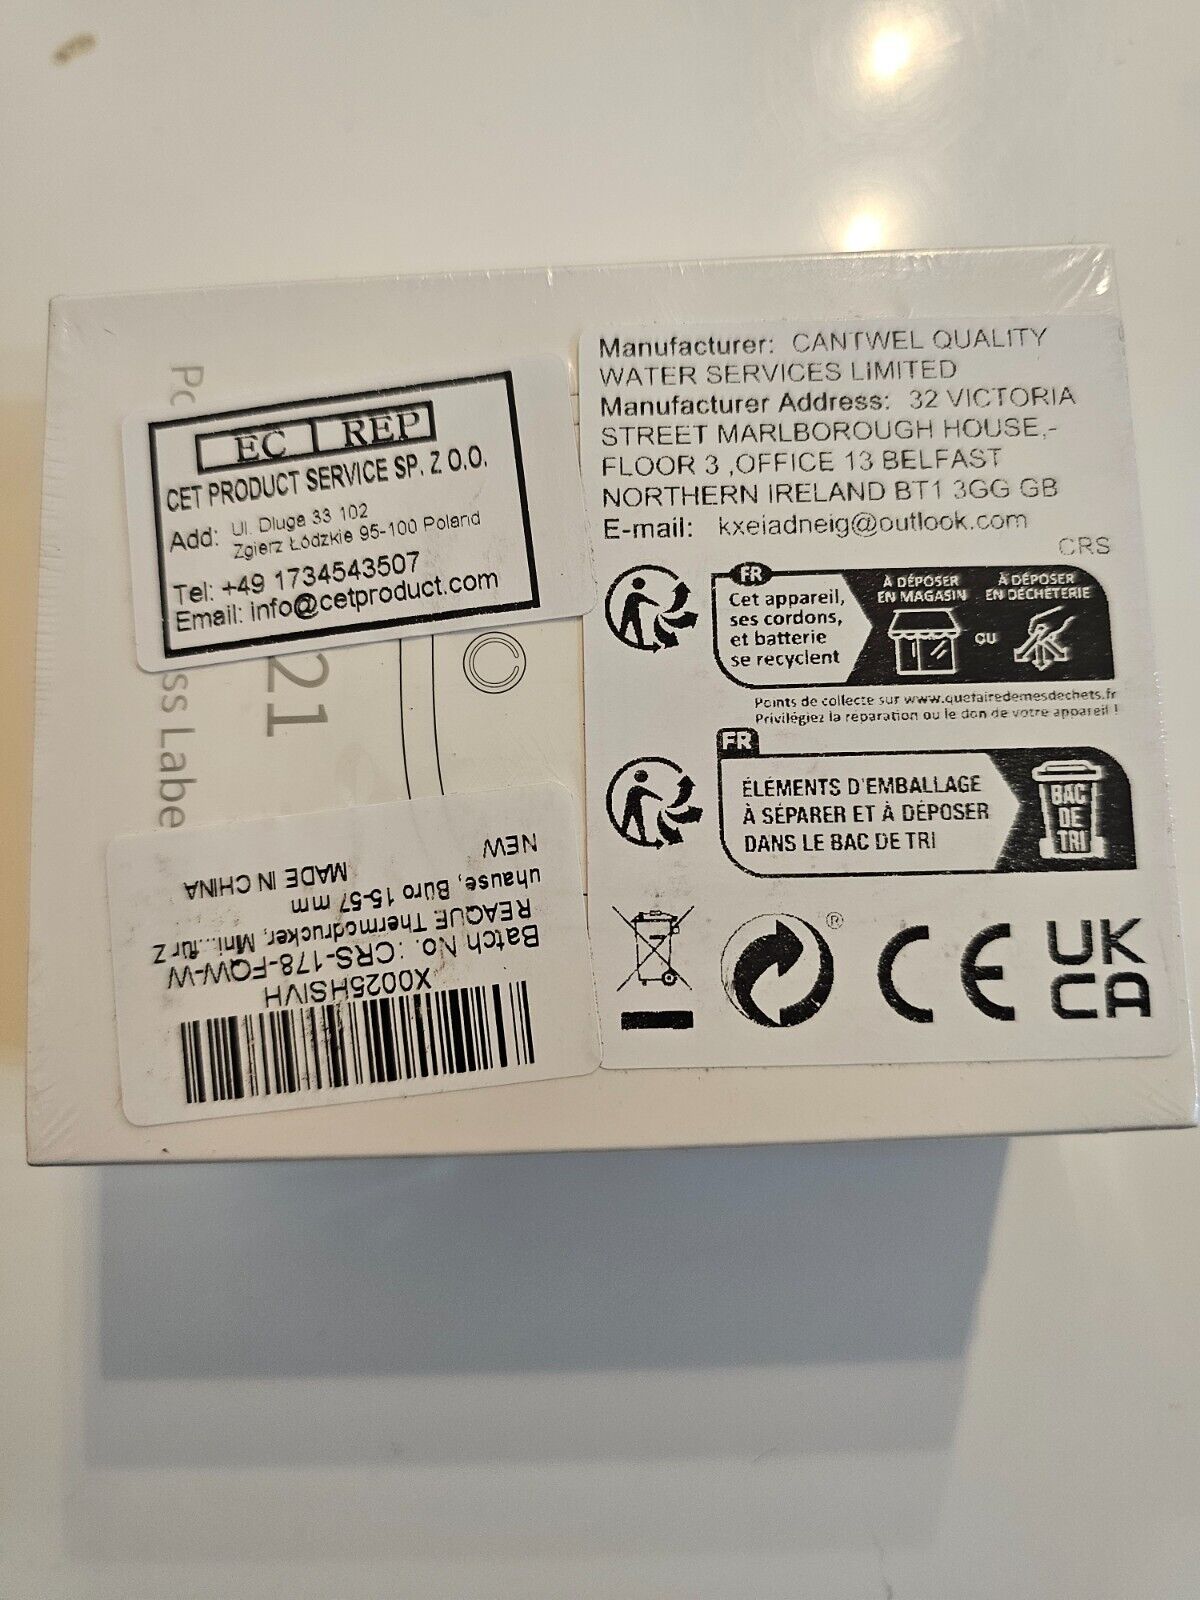 EC REP
CET PRODUCT SERVICE SP. Z O.O.
Add: Ul. Dluga 33 102
Zgierz Łódzkie 95-100 Poland
Tel: +49 1734543507
Email: info@cetproduct.com
Manufacturer: CANTWEL QUALITY
WATER SERVICES LIMITED
Manufacturer Address: 32 VICTORIA
STREET MARLBOROUGH HOUSE,-
FLOOR 3 ,OFFICE 13 BELFAST
NORTHERN IRELAND BT1 3GG GB
E-mail: kxeiadneig@outlook.com
CRS
FR
Cet appareil,
ses cordons,
et batterie
se recyclent
À DÉPOSER
EN MAGASIN
OU
À DÉPOSER
EN DÉCHÈTERIE
Points de collecte sur www.quefairedemesdechets.fr
Privilégiez la réparation ou le don de votre appareil !
FR
ÉLÉMENTS D'EMBALLAGE
À SÉPARER ET À DÉPOSER
DANS LE BAC DE TRI
BAC
DE
TRI
®
CE
UK
CA
21
ss Labe
X0025HSIVH
Batch No.:CRS-178-FQW-W
REAQUE Thermodrucker, Mini...für Z
uhause, Büro 15-57 mm
MADE IN CHINA
NEW